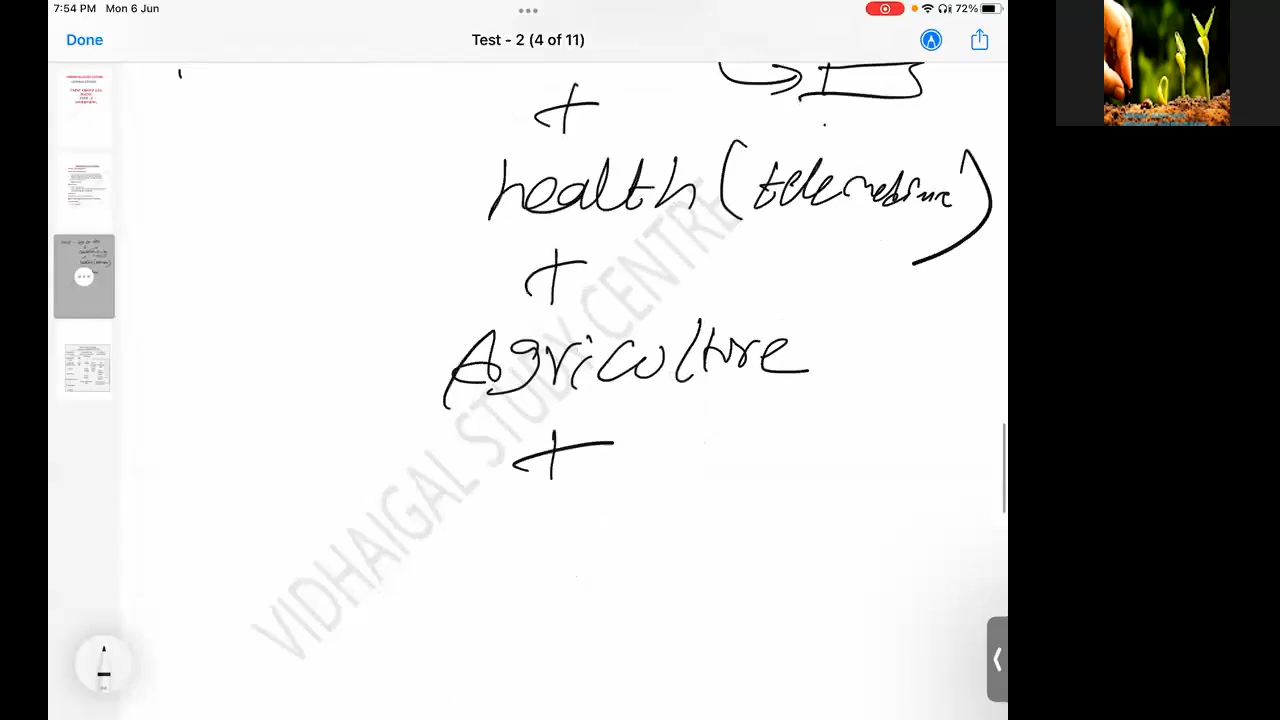 7:54 PM Mon 6 Jun
72%
Done
Test - 2 (4 of 11)
+
health (telemedicine)
+
Agriculture
+
VIDHAIGAL STUDY CENTRE